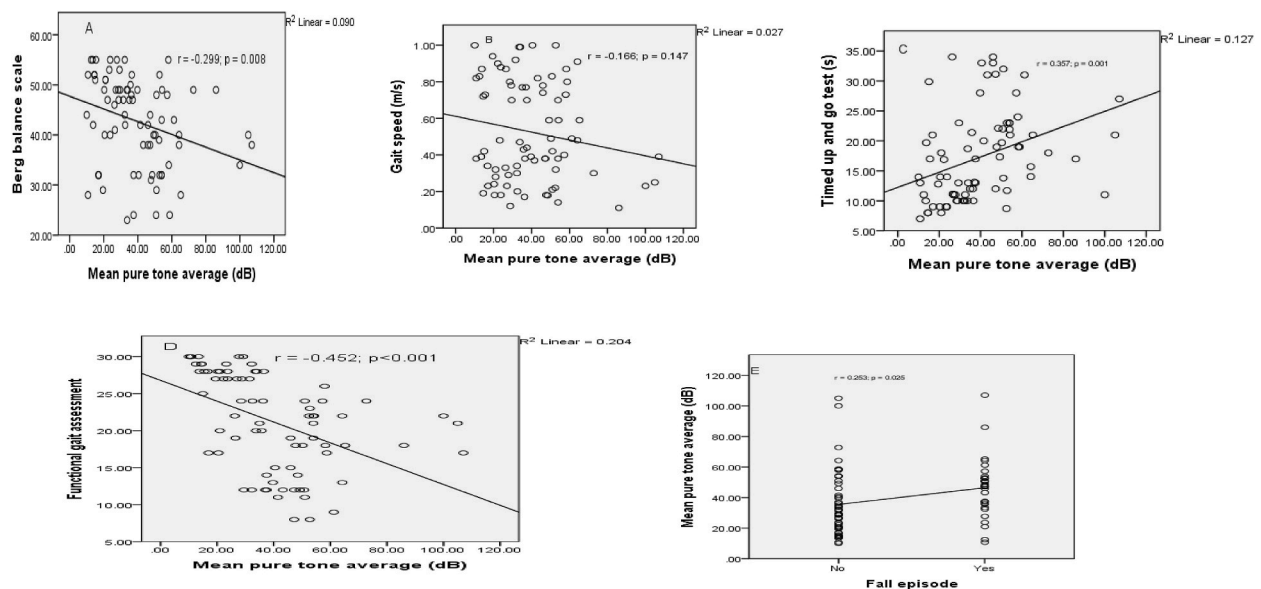 A
R² Linear = 0.090
r = -0.299; p = 0.008
Berg balance scale
60.00
50.00
40.00
30.00
20.00
.00 20.00 40.00 60.00 80.00 100.00 120.00
Mean pure tone average (dB)
B
R² Linear = 0.027
r = -0.166; p = 0.147
Gait speed (m/s)
1.00
.80
.60
.40
.20
.00
.00 20.00 40.00 60.00 80.00 100.00 120.00
Mean pure tone average (dB)
C
R² Linear = 0.127
r = 0.357; p = 0.001
Timed up and go test (s)
35.00
30.00
25.00
20.00
15.00
10.00
5.00
.00 20.00 40.00 60.00 80.00 100.00 120.00
Mean pure tone average (dB)
D
R² Linear = 0.204
r = -0.452; p<0.001
Functional gait assessment
30.00
25.00
20.00
15.00
10.00
5.00
.00 20.00 40.00 60.00 80.00 100.00 120.00
Mean pure tone average (dB)
E
r = 0.253; p = 0.025
Mean pure tone average (dB)
120.00
100.00
80.00
60.00
40.00
20.00
.00
No Yes
Fall episode